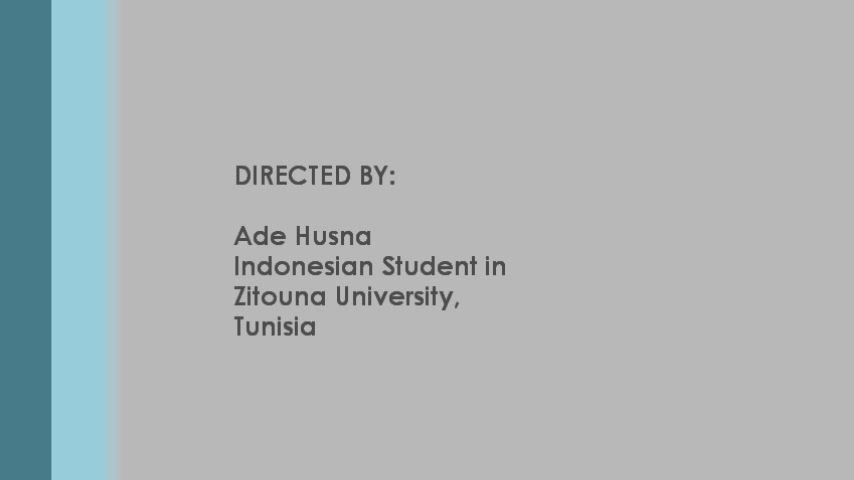 DIRECTED BY:
Ade Husna
Indonesian Student in
Zitouna University,
Tunisia